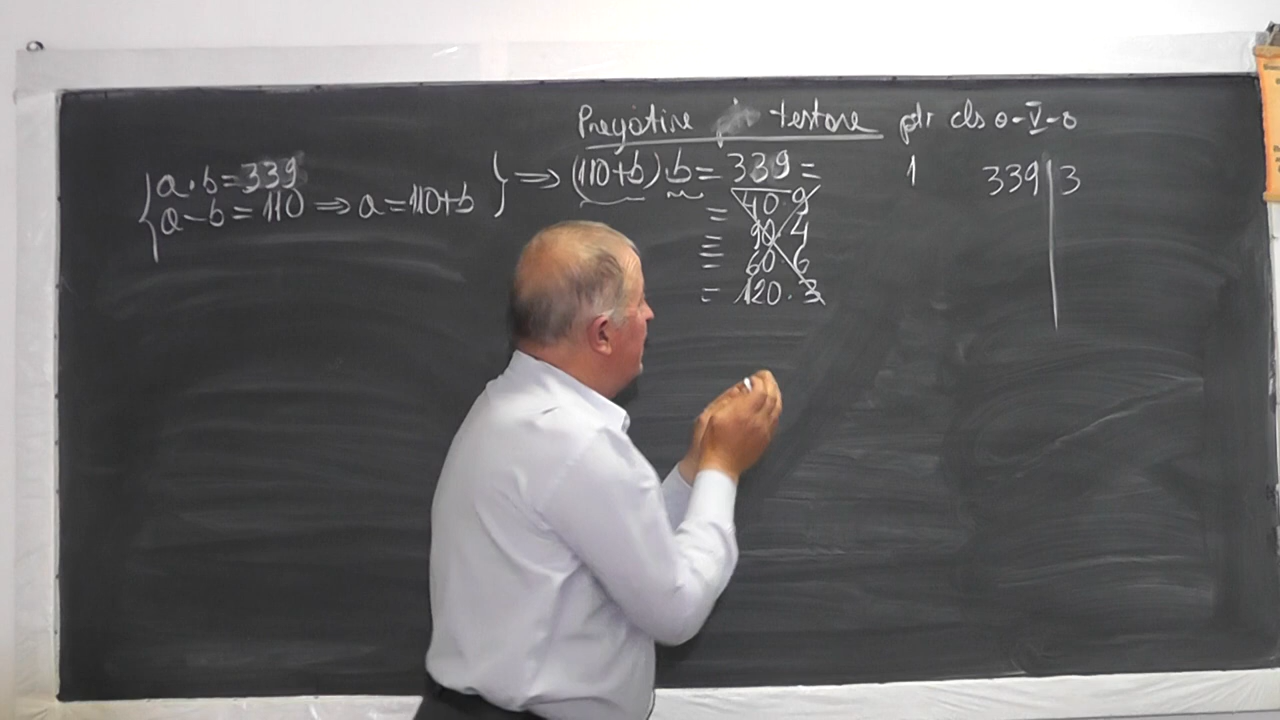 Pregătire testare ptr cls a-V-a
a·b=339
a-b=110 ⇒ a=110+b } ⇒ (110+b)·b=339=
= 40·9
= 90·4
= 60·6
= 120·3
1
339|3